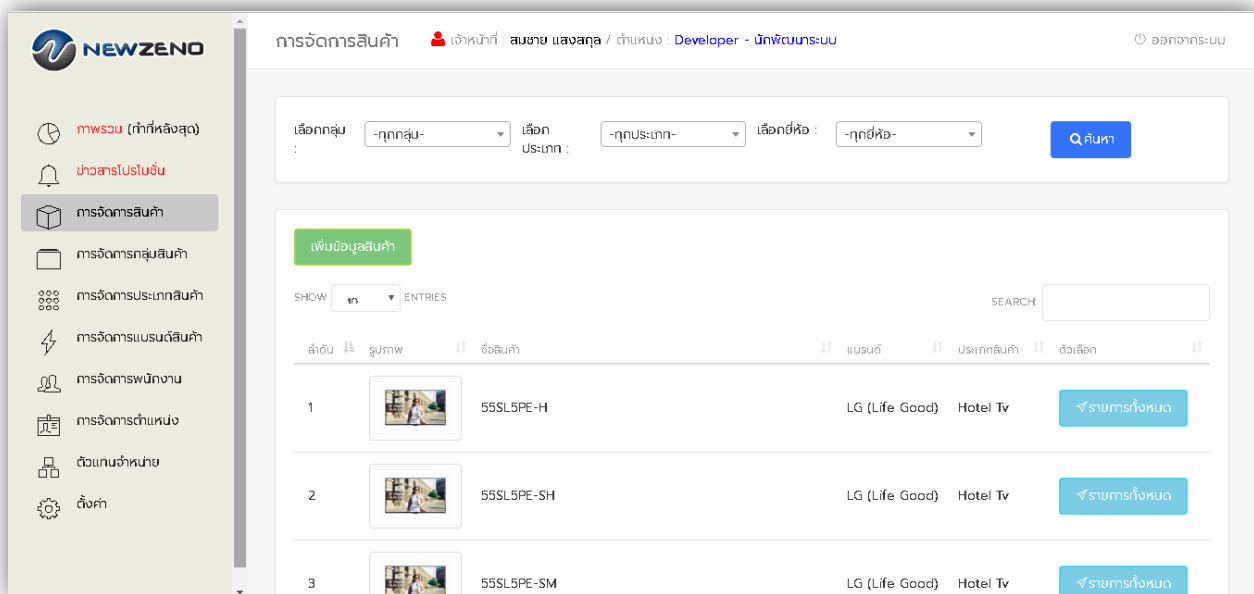 NEWZENO
การจัดการสินค้า
เจ้าหน้าที่ : สมชาย แสงสกุล / ตำแหน่ง : Developer - นักพัฒนาระบบ
ออกจากระบบ
ภาพรวม (ทำที่หลังสุด)
ข่าวสารโปรโมชั่น
การจัดการสินค้า
การจัดการกลุ่มสินค้า
การจัดการประเภทสินค้า
การจัดการแบรนด์สินค้า
การจัดการพนักงาน
การจัดการตำแหน่ง
ตัวแทนจำหน่าย
ตั้งค่า
เลือกกลุ่ม
:
-ทุกกลุ่ม-
เลือก
ประเภท :
-ทุกประเภท-
เลือกยี่ห้อ :
-ทุกยี่ห้อ-
ค้นหา
เพิ่มข้อมูลสินค้า
SHOW 10 ENTRIES
SEARCH:
ลำดับ รูปภาพ ชื่อสินค้า แบรนด์ ประเภทสินค้า ตัวเลือก
1 55SL5PE-H LG (Life Good) Hotel Tv รายการทั้งหมด
2 55SL5PE-SH LG (Life Good) Hotel Tv รายการทั้งหมด
3 55SL5PE-SM LG (Life Good) Hotel Tv รายการทั้งหมด